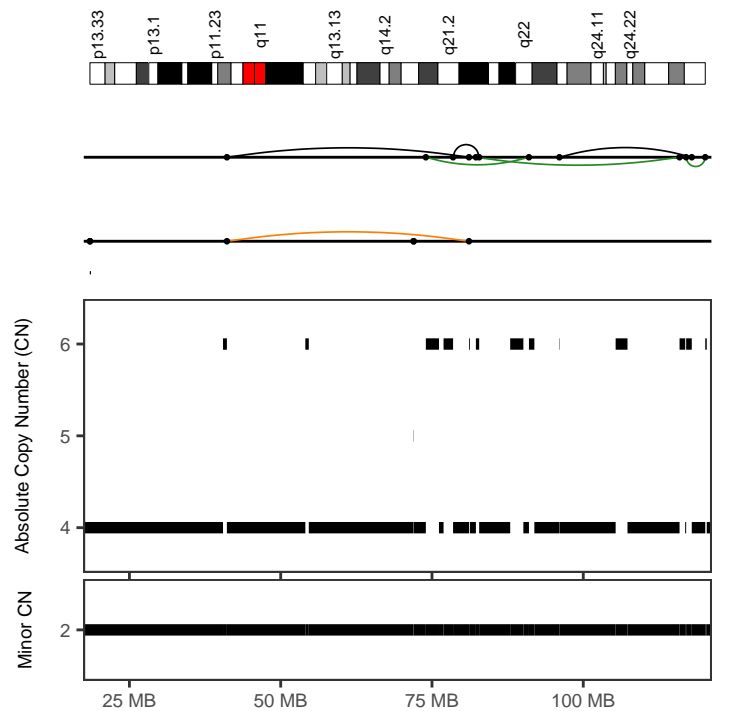 p13.33
p13.1
p11.23
q11
q13.13
q14.2
q21.2
q22
q24.11
q24.22
Absolute Copy Number (CN)
6
5
4
Minor CN
2
25 MB
50 MB
75 MB
100 MB